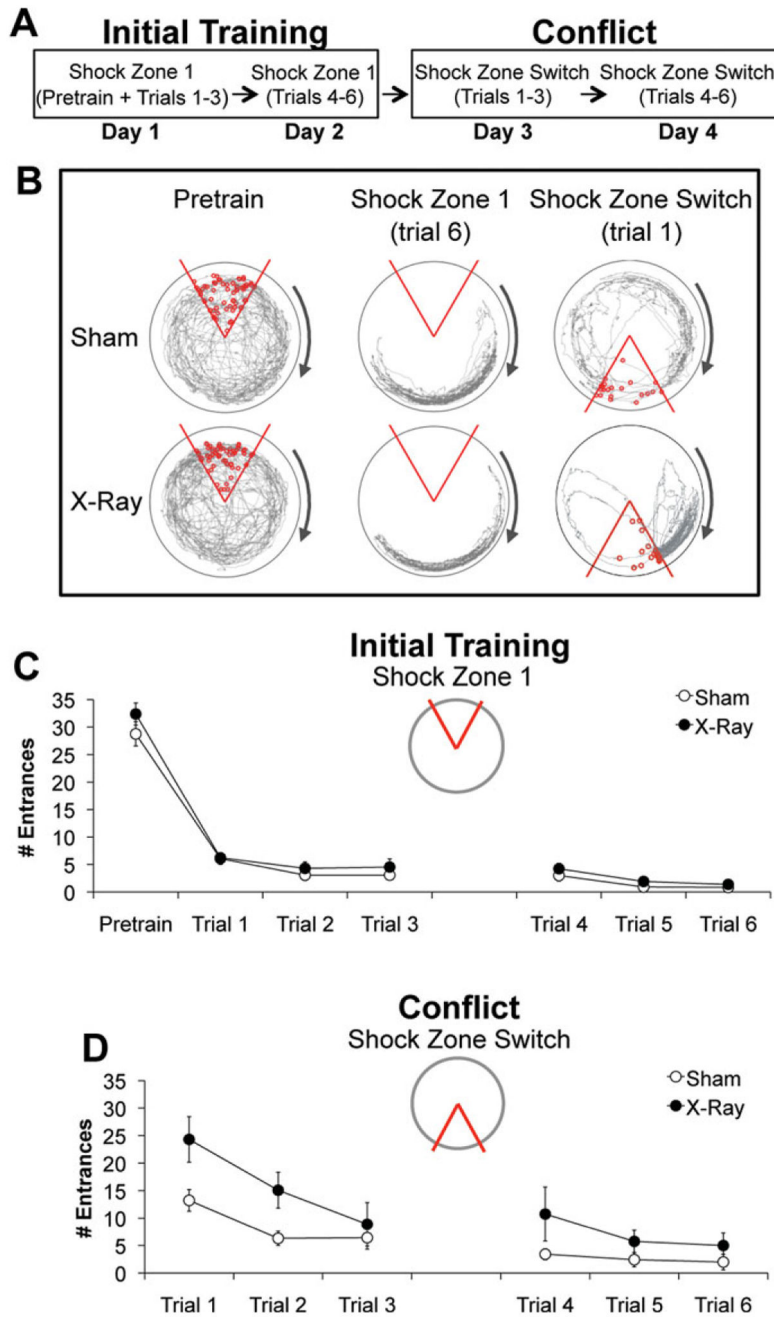 A
Initial Training
Conflict
Shock Zone 1
(Pretrain + Trials 1-3)
Shock Zone 1
(Trials 4-6)
Shock Zone Switch
(Trials 1-3)
Shock Zone Switch
(Trials 4-6)
Day 1
Day 2
Day 3
Day 4
B
Pretrain
Shock Zone 1
(trial 6)
Shock Zone Switch
(trial 1)
Sham
X-Ray
C
Initial Training
Shock Zone 1
Sham
X-Ray
# Entrances
35
30
25
20
15
10
5
0
Pretrain
Trial 1
Trial 2
Trial 3
Trial 4
Trial 5
Trial 6
D
Conflict
Shock Zone Switch
Sham
X-Ray
# Entrances
35
30
25
20
15
10
5
0
Trial 1
Trial 2
Trial 3
Trial 4
Trial 5
Trial 6